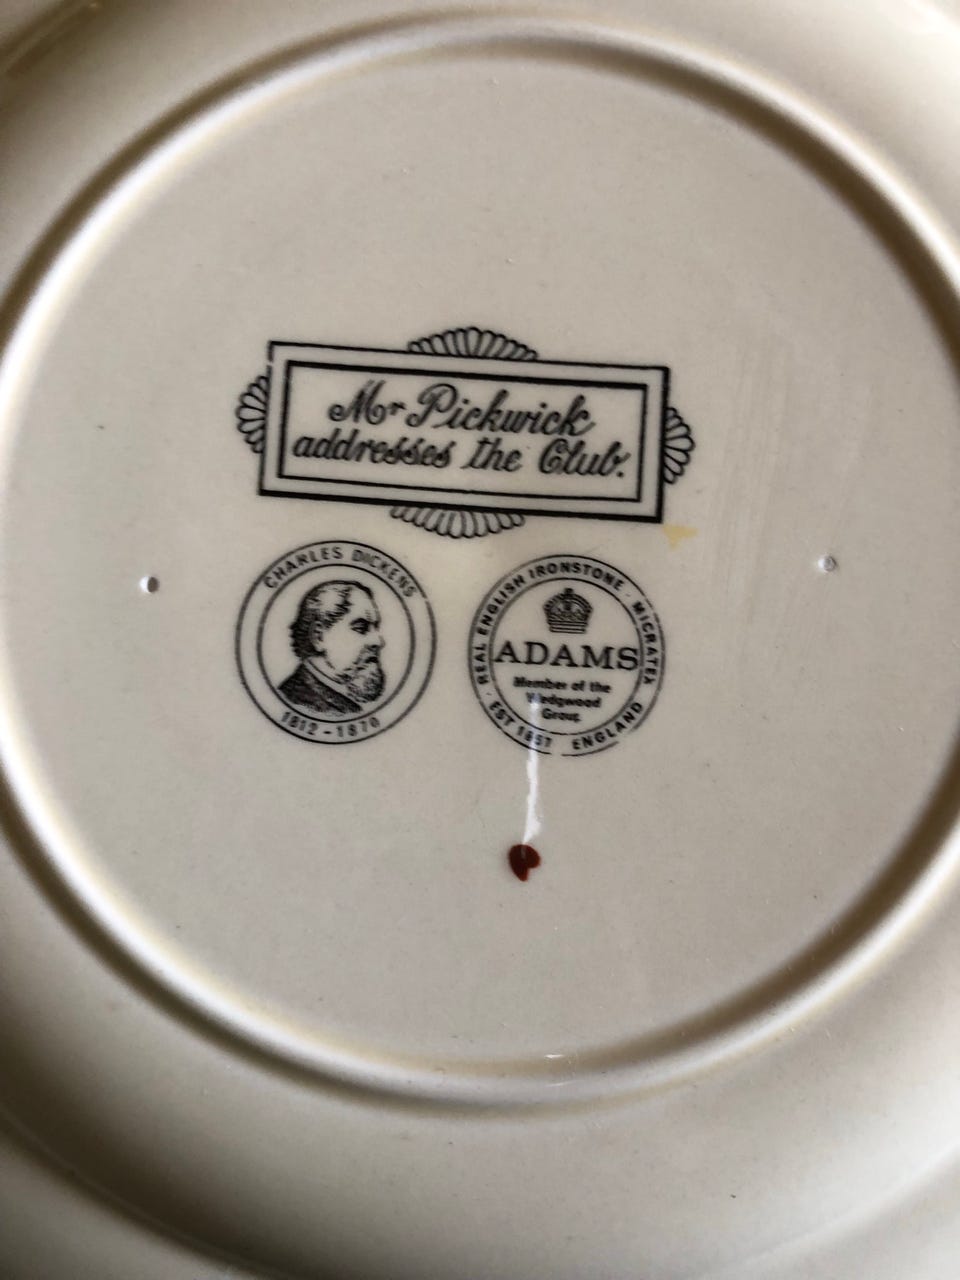 Mr Pickwick
addresses the Club.
CHARLES DICKENS
1812-1870
REAL ENGLISH IRONSTONE · MICRATEX
ADAMS
Member of the
Wedgwood
Group
EST 1657 ENGLAND